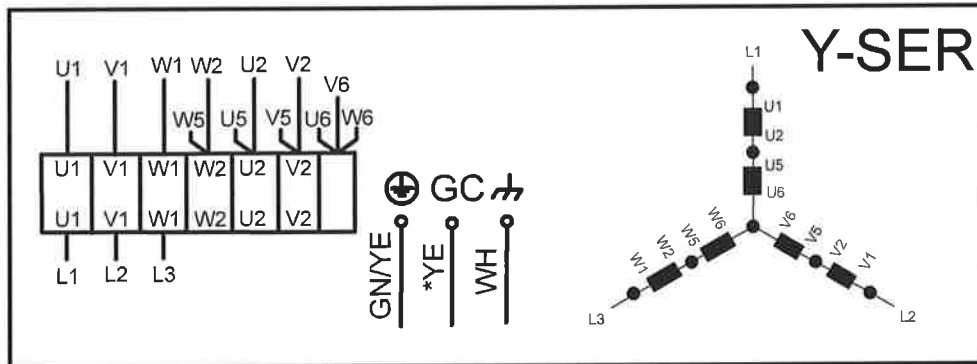 Y-SER
U1 V1 W1 W2 U2 V2
V6
W5 U5 V5 U6 W6
U1 V1 W1 W2 U2 V2
U1 V1 W1 W2 U2 V2
L1 L2 L3
GC
GN/YE
*YE
WH
L1
U1
U2
U5
U6
W6
W5
W2
W1
L3
V6
V5
V2
V1
L2